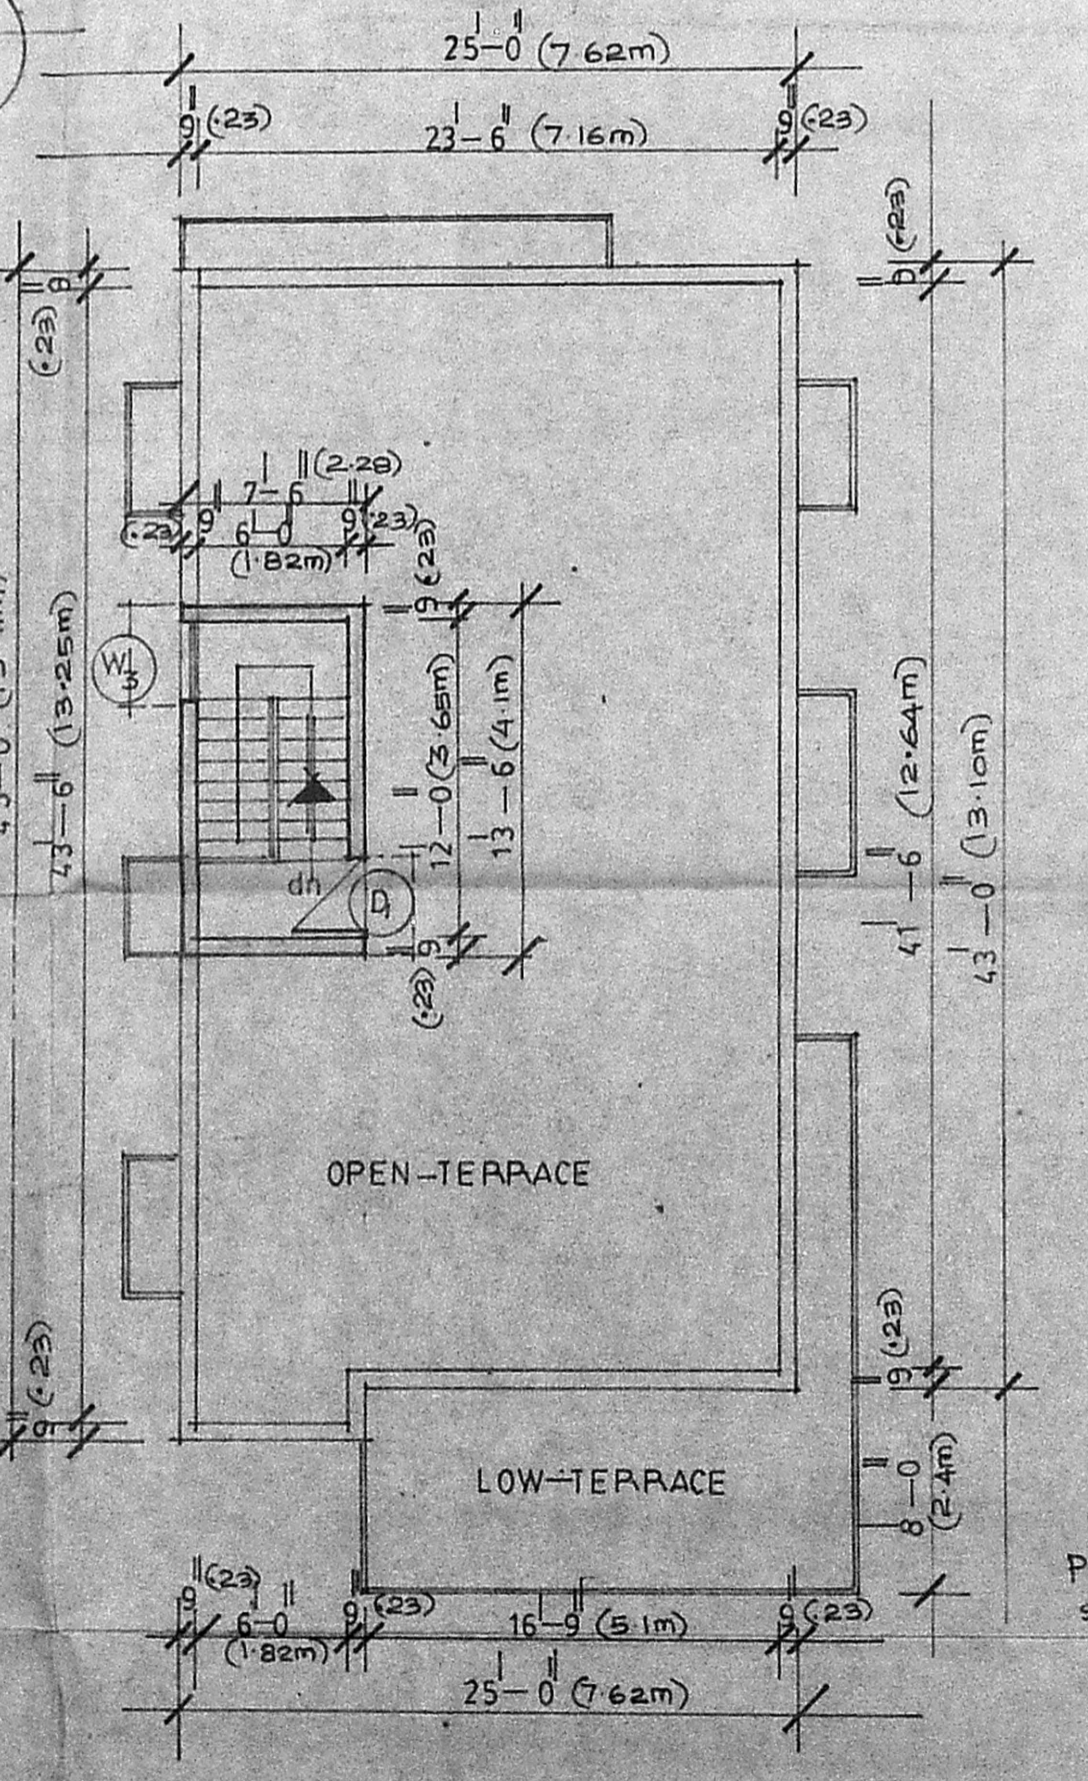 25'-0" (7.62m)
9" (.23)
23'-6" (7.16m)
9" (.23)
9" (.23)
9" (.23)
7'-6" (2.28)
(.23) 9" 6'-0" 9" (.23)
(1.82m)
9" (.23)
W1/3
43'-6" (13.25m)
12'-0" (3.65m)
13'-6" (4.1m)
41'-6" (12.64m)
43'-0" (13.10m)
dn
D1
9" (.23)
OPEN-TERRACE
9" (.23)
9" (.23)
LOW-TERRACE
8'-0"
(2.4m)
9" (.23)
6'-0"
(1.82m)
9" (.23)
16'-9" (5.1m)
9" (.23)
25'-0" (7.62m)
P